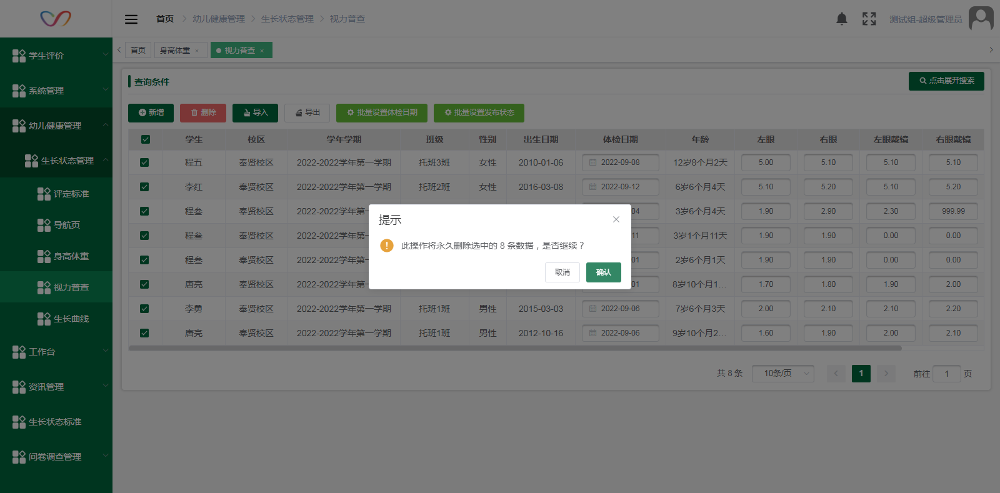 首页 > 幼儿健康管理 > 生长状态管理 > 视力普查
测试组-超级管理员
首页 身高体重 × 视力普查 ×
学生评价
系统管理
幼儿健康管理
生长状态管理
评定标准
导航页
身高体重
视力普查
生长曲线
工作台
资讯管理
生长状态标准
问卷调查管理
查询条件 点击展开搜索
新增 删除 导入 导出 批量设置体检日期 批量设置发布状态
学生 校区 学年学期 班级 性别 出生日期 体检日期 年龄 左眼 右眼 左眼戴镜 右眼戴镜
程五 奉贤校区 2022-2022学年第一学期 托班3班 女性 2010-01-06 2022-09-08 12岁8个月2天 5.00 5.10 5.10 5.10
李红 奉贤校区 2022-2022学年第一学期 托班2班 女性 2016-03-08 2022-09-12 6岁6个月4天 5.10 5.20 5.10 5.20
程叁 奉贤校区 2022-2022学年第一 04 3岁6个月4天 1.90 2.90 2.30 999.99
程叁 奉贤校区 2022-2022学年第一 11 3岁1个月11天 1.90 1.90 0.00 0.00
程叁 奉贤校区 2022-2022学年第一 01 2岁6个月1天 1.90 1.90 0.00 0.00
唐亮 奉贤校区 2022-2022学年第一 01 8岁10个月1... 1.70 1.80 1.90 2.00
李勇 奉贤校区 2022-2022学年第一学期 托班1班 男性 2015-03-03 2022-09-06 7岁6个月3天 2.00 2.10 2.10 2.20
唐亮 奉贤校区 2022-2022学年第一学期 托班1班 男性 2012-10-16 2022-09-06 9岁10个月2... 1.60 1.90 2.00 2.10
提示
此操作将永久删除选中的 8 条数据，是否继续？
取消 确认
共 8 条 10条/页 < 1 > 前往 1 页